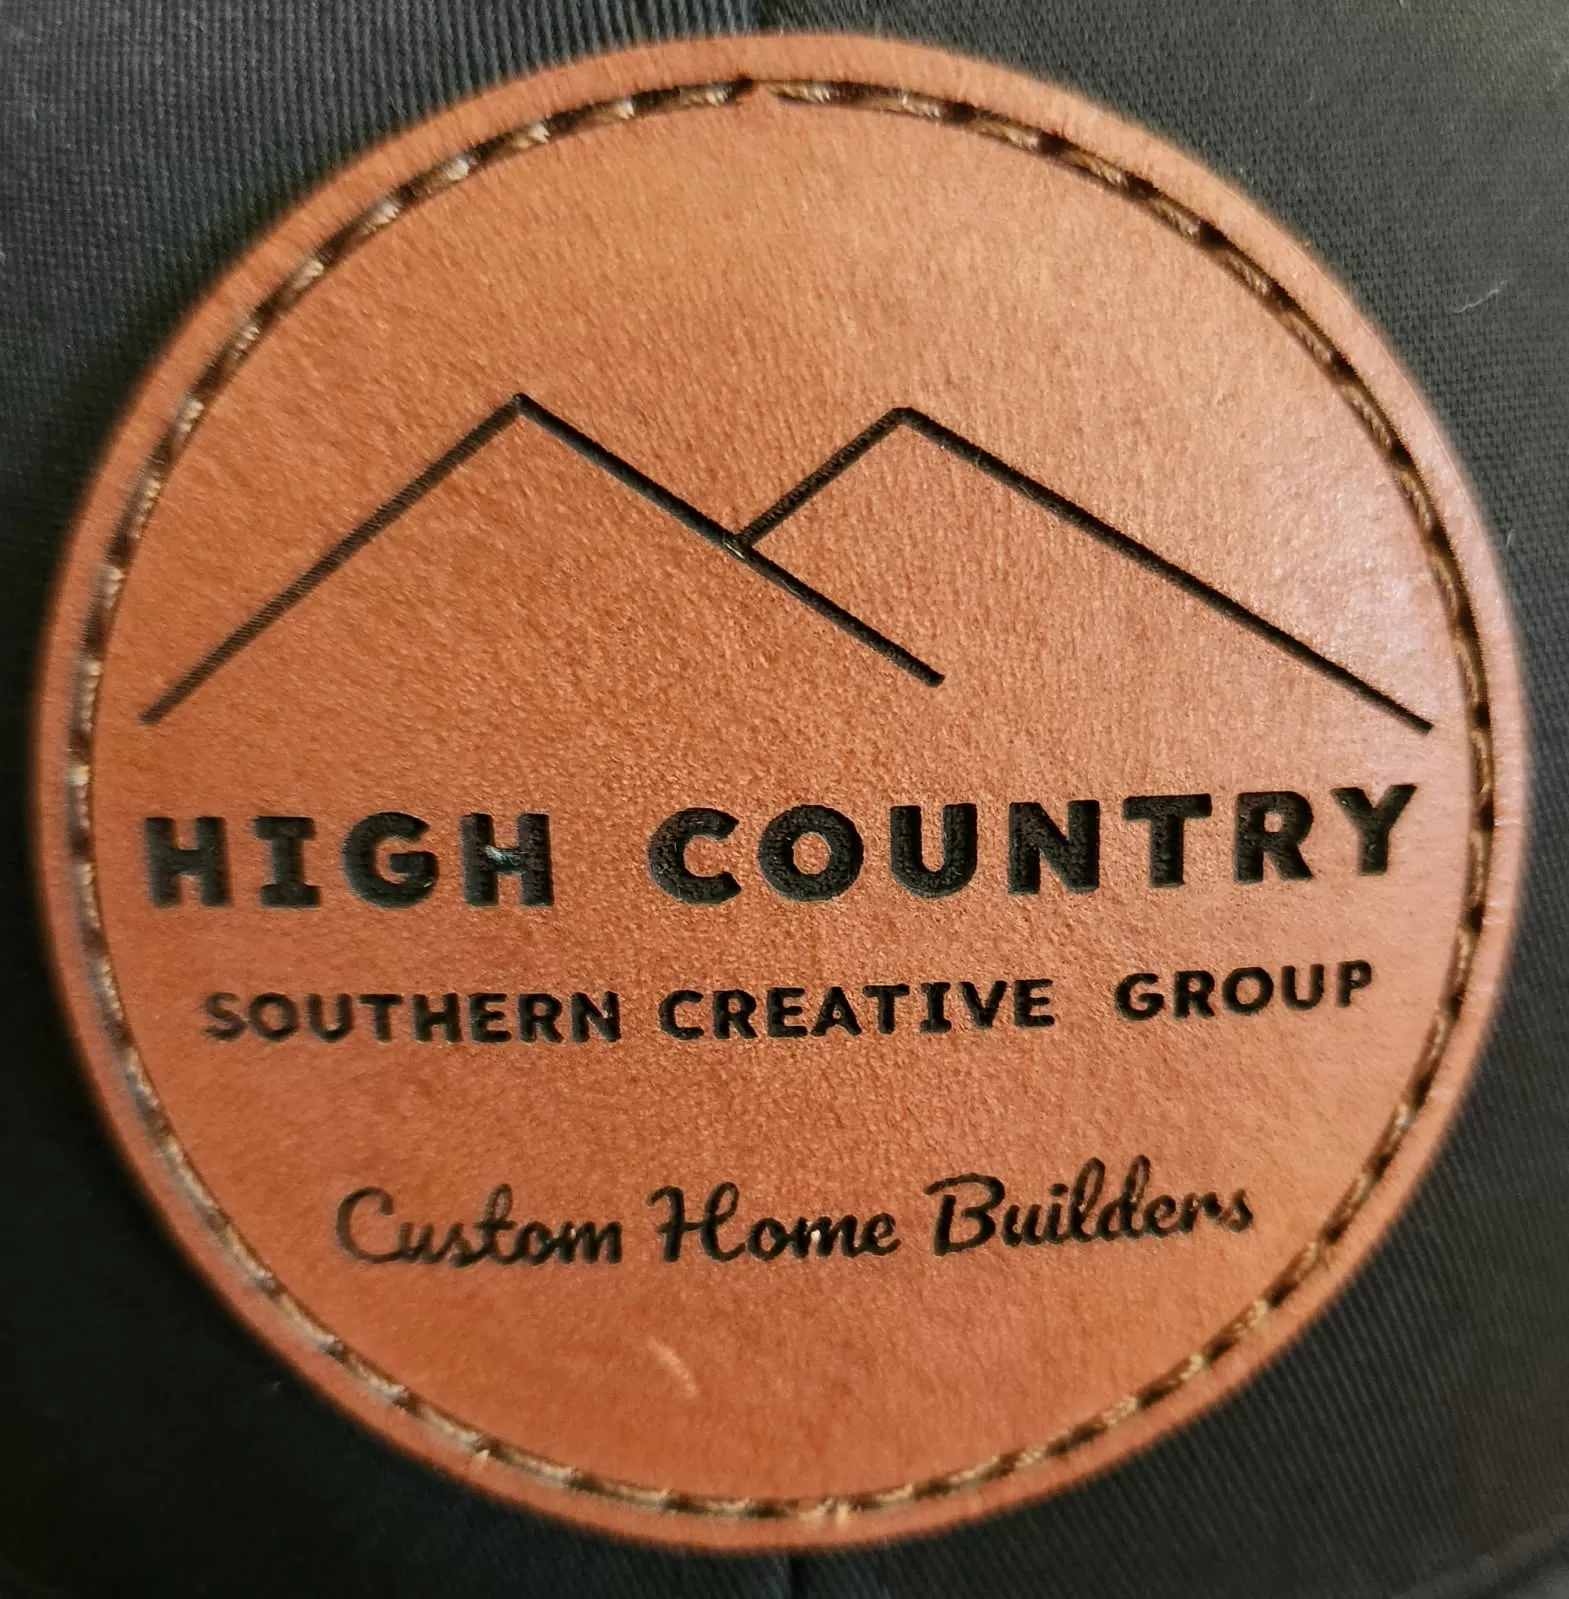 HIGH COUNTRY
SOUTHERN CREATIVE GROUP
Custom Home Builders